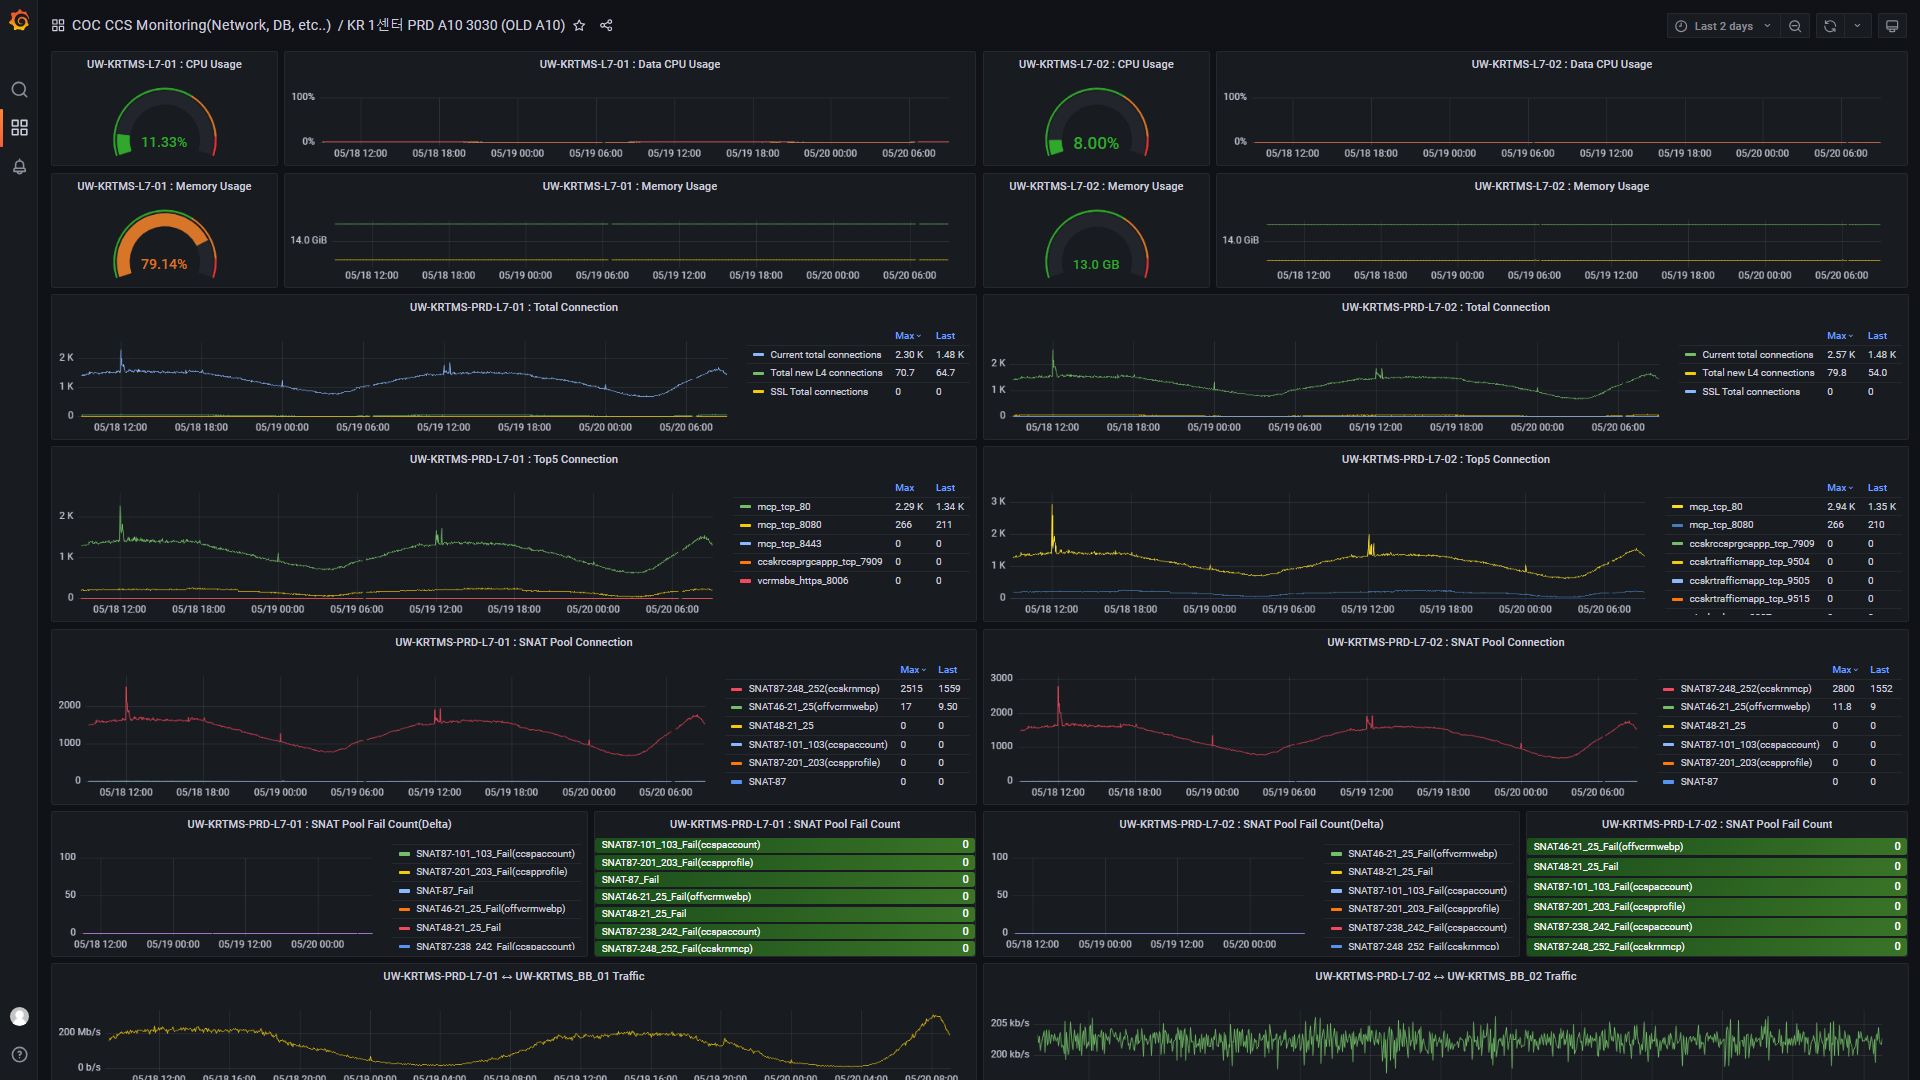 COC CCS Monitoring(Network, DB, etc..) / KR 1센터 PRD A10 3030 (OLD A10)
Last 2 days
UW-KRTMS-L7-01 : CPU Usage
11.33%
UW-KRTMS-L7-01 : Data CPU Usage
100%
0%
05/18 12:00 05/18 18:00 05/19 00:00 05/19 06:00 05/19 12:00 05/19 18:00 05/20 00:00 05/20 06:00
UW-KRTMS-L7-02 : CPU Usage
8.00%
UW-KRTMS-L7-02 : Data CPU Usage
100%
0%
05/18 12:00 05/18 18:00 05/19 00:00 05/19 06:00 05/19 12:00 05/19 18:00 05/20 00:00 05/20 06:00
UW-KRTMS-L7-01 : Memory Usage
79.14%
UW-KRTMS-L7-01 : Memory Usage
14.0 GiB
05/18 12:00 05/18 18:00 05/19 00:00 05/19 06:00 05/19 12:00 05/19 18:00 05/20 00:00 05/20 06:00
UW-KRTMS-L7-02 : Memory Usage
13.0 GB
UW-KRTMS-L7-02 : Memory Usage
14.0 GiB
05/18 12:00 05/18 18:00 05/19 00:00 05/19 06:00 05/19 12:00 05/19 18:00 05/20 00:00 05/20 06:00
UW-KRTMS-PRD-L7-01 : Total Connection
2 K
1 K
0
05/18 12:00 05/18 18:00 05/19 00:00 05/19 06:00 05/19 12:00 05/19 18:00 05/20 00:00 05/20 06:00
Max Last
Current total connections 2.30 K 1.48 K
Total new L4 connections 70.7 64.7
SSL Total connections 0 0
UW-KRTMS-PRD-L7-02 : Total Connection
2 K
1 K
0
05/18 12:00 05/18 18:00 05/19 00:00 05/19 06:00 05/19 12:00 05/19 18:00 05/20 00:00 05/20 06:00
Max Last
Current total connections 2.57 K 1.48 K
Total new L4 connections 79.8 54.0
SSL Total connections 0 0
UW-KRTMS-PRD-L7-01 : Top5 Connection
2 K
1 K
0
05/18 12:00 05/18 18:00 05/19 00:00 05/19 06:00 05/19 12:00 05/19 18:00 05/20 00:00 05/20 06:00
Max Last
mcp_tcp_80 2.29 K 1.34 K
mcp_tcp_8080 266 211
mcp_tcp_8443 0 0
ccskrccsprgcappp_tcp_7909 0 0
vcrmsbs_https_8006 0 0
UW-KRTMS-PRD-L7-02 : Top5 Connection
3 K
2 K
1 K
0
05/18 12:00 05/18 18:00 05/19 00:00 05/19 06:00 05/19 12:00 05/19 18:00 05/20 00:00 05/20 06:00
Max Last
mcp_tcp_80 2.94 K 1.35 K
mcp_tcp_8080 266 210
ccskrccsprgcappp_tcp_7909 0 0
ccskrtrafficmapp_tcp_9504 0 0
ccskrtrafficmapp_tcp_9505 0 0
ccskrtrafficmapp_tcp_9515 0 0
UW-KRTMS-PRD-L7-01 : SNAT Pool Connection
2000
1000
0
05/18 12:00 05/18 18:00 05/19 00:00 05/19 06:00 05/19 12:00 05/19 18:00 05/20 00:00 05/20 06:00
Max Last
SNAT87-248_252(ccskrnmcp) 2515 1559
SNAT46-21_25(offvcrmwebp) 17 9.50
SNAT48-21_25 0 0
SNAT87-101_103(ccspaccount) 0 0
SNAT87-201_203(ccspprofile) 0 0
SNAT-87 0 0
UW-KRTMS-PRD-L7-02 : SNAT Pool Connection
3000
2000
1000
0
05/18 12:00 05/18 18:00 05/19 00:00 05/19 06:00 05/19 12:00 05/19 18:00 05/20 00:00 05/20 06:00
Max Last
SNAT87-248_252(ccskrnmcp) 2800 1552
SNAT46-21_25(offvcrmwebp) 11.8 9
SNAT48-21_25 0 0
SNAT87-101_103(ccspaccount) 0 0
SNAT87-201_203(ccspprofile) 0 0
SNAT-87 0 0
UW-KRTMS-PRD-L7-01 : SNAT Pool Fail Count(Delta)
100
50
0
05/18 12:00 05/19 00:00 05/19 12:00 05/20 00:00
SNAT87-101_103_Fail(ccspaccount)
SNAT87-201_203_Fail(ccspprofile)
SNAT-87_Fail
SNAT46-21_25_Fail(offvcrmwebp)
SNAT48-21_25_Fail
SNAT87-238_242_Fail(ccspaccount)
UW-KRTMS-PRD-L7-01 : SNAT Pool Fail Count
SNAT87-101_103_Fail(ccspaccount) 0
SNAT87-201_203_Fail(ccspprofile) 0
SNAT-87_Fail 0
SNAT46-21_25_Fail(offvcrmwebp) 0
SNAT48-21_25_Fail 0
SNAT87-238_242_Fail(ccspaccount) 0
SNAT87-248_252_Fail(ccskrnmcp) 0
UW-KRTMS-PRD-L7-02 : SNAT Pool Fail Count(Delta)
100
50
0
05/18 12:00 05/19 00:00 05/19 12:00 05/20 00:00
SNAT46-21_25_Fail(offvcrmwebp)
SNAT48-21_25_Fail
SNAT87-101_103_Fail(ccspaccount)
SNAT87-201_203_Fail(ccspprofile)
SNAT87-237_242_Fail(ccspaccount)
SNAT87-248_252_Fail(ccskrnmcp)
UW-KRTMS-PRD-L7-02 : SNAT Pool Fail Count
SNAT46-21_25_Fail(offvcrmwebp) 0
SNAT48-21_25_Fail 0
SNAT87-101_103_Fail(ccspaccount) 0
SNAT87-201_203_Fail(ccspprofile) 0
SNAT87-238_242_Fail(ccspaccount) 0
SNAT87-248_252_Fail(ccskrnmcp) 0
UW-KRTMS-PRD-L7-01 ↔ UW-KRTMS_BB_01 Traffic
200 Mb/s
0 b/s
05/18 12:00 05/18 16:00 05/18 20:00 05/19 00:00 05/19 04:00 05/19 08:00 05/19 12:00 05/19 16:00 05/19 20:00 05/20 00:00 05/20 04:00 05/20 08:00
UW-KRTMS-PRD-L7-02 ↔ UW-KRTMS_BB_02 Traffic
205 kb/s
200 kb/s